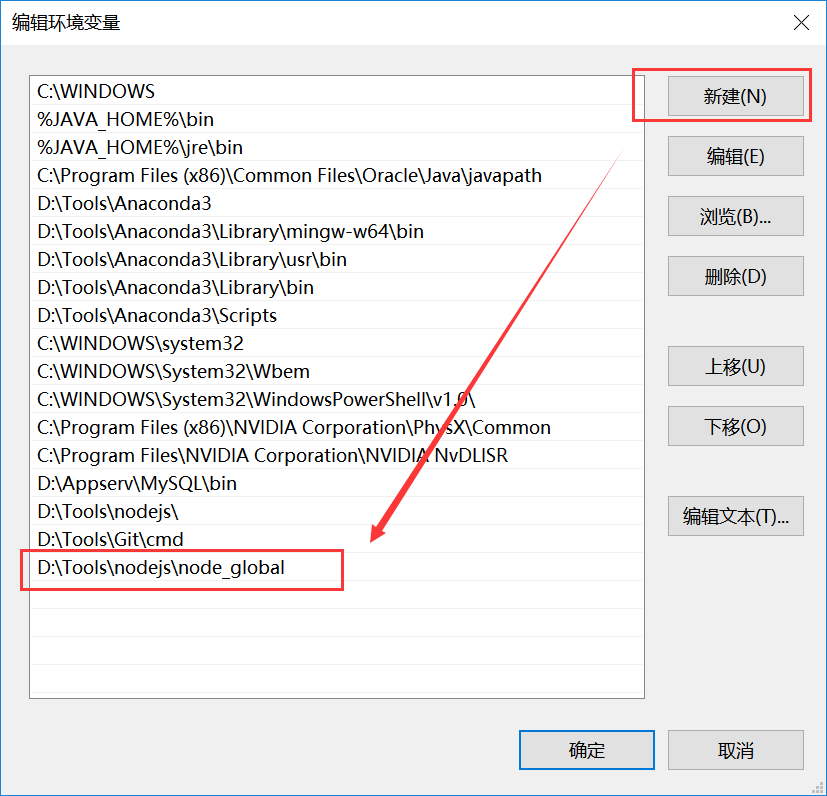 编辑环境变量
C:\WINDOWS
%JAVA_HOME%\bin
%JAVA_HOME%\jre\bin
C:\Program Files (x86)\Common Files\Oracle\Java\javapath
D:\Tools\Anaconda3
D:\Tools\Anaconda3\Library\mingw-w64\bin
D:\Tools\Anaconda3\Library\usr\bin
D:\Tools\Anaconda3\Library\bin
D:\Tools\Anaconda3\Scripts
C:\WINDOWS\system32
C:\WINDOWS\System32\Wbem
C:\WINDOWS\System32\WindowsPowerShell\v1.0\
C:\Program Files (x86)\NVIDIA Corporation\PhysX\Common
C:\Program Files\NVIDIA Corporation\NVIDIA NvDLISR
D:\Appserv\MySQL\bin
D:\Tools\nodejs\
D:\Tools\Git\cmd
D:\Tools\nodejs\node_global
新建(N)
编辑(E)
浏览(B)...
删除(D)
上移(U)
下移(O)
编辑文本(T)...
确定
取消